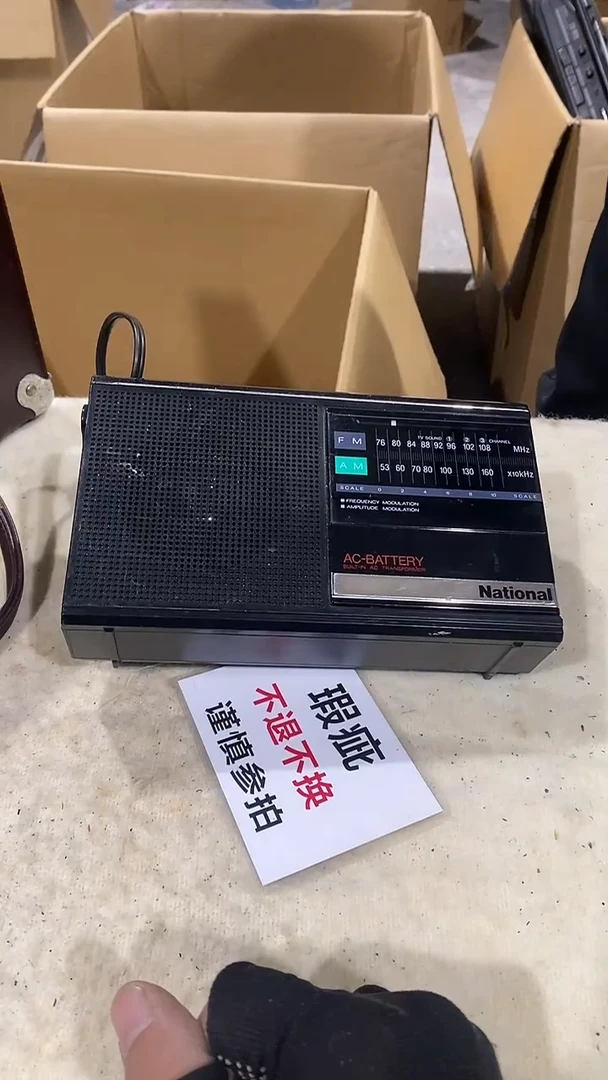 TV SOUND ① ② ③ CHANNEL
FM 76 80 84 88 92 96 102 108 MHz
AM 53 60 70 80 100 130 160 x10kHz
SCALE 0 2 4 6 8 10 SCALE
FREQUENCY MODULATION
AMPLITUDE MODULATION
AC-BATTERY
BUILT-IN AC TRANSFORMER
National
瑕疵
不退不换
谨慎参拍